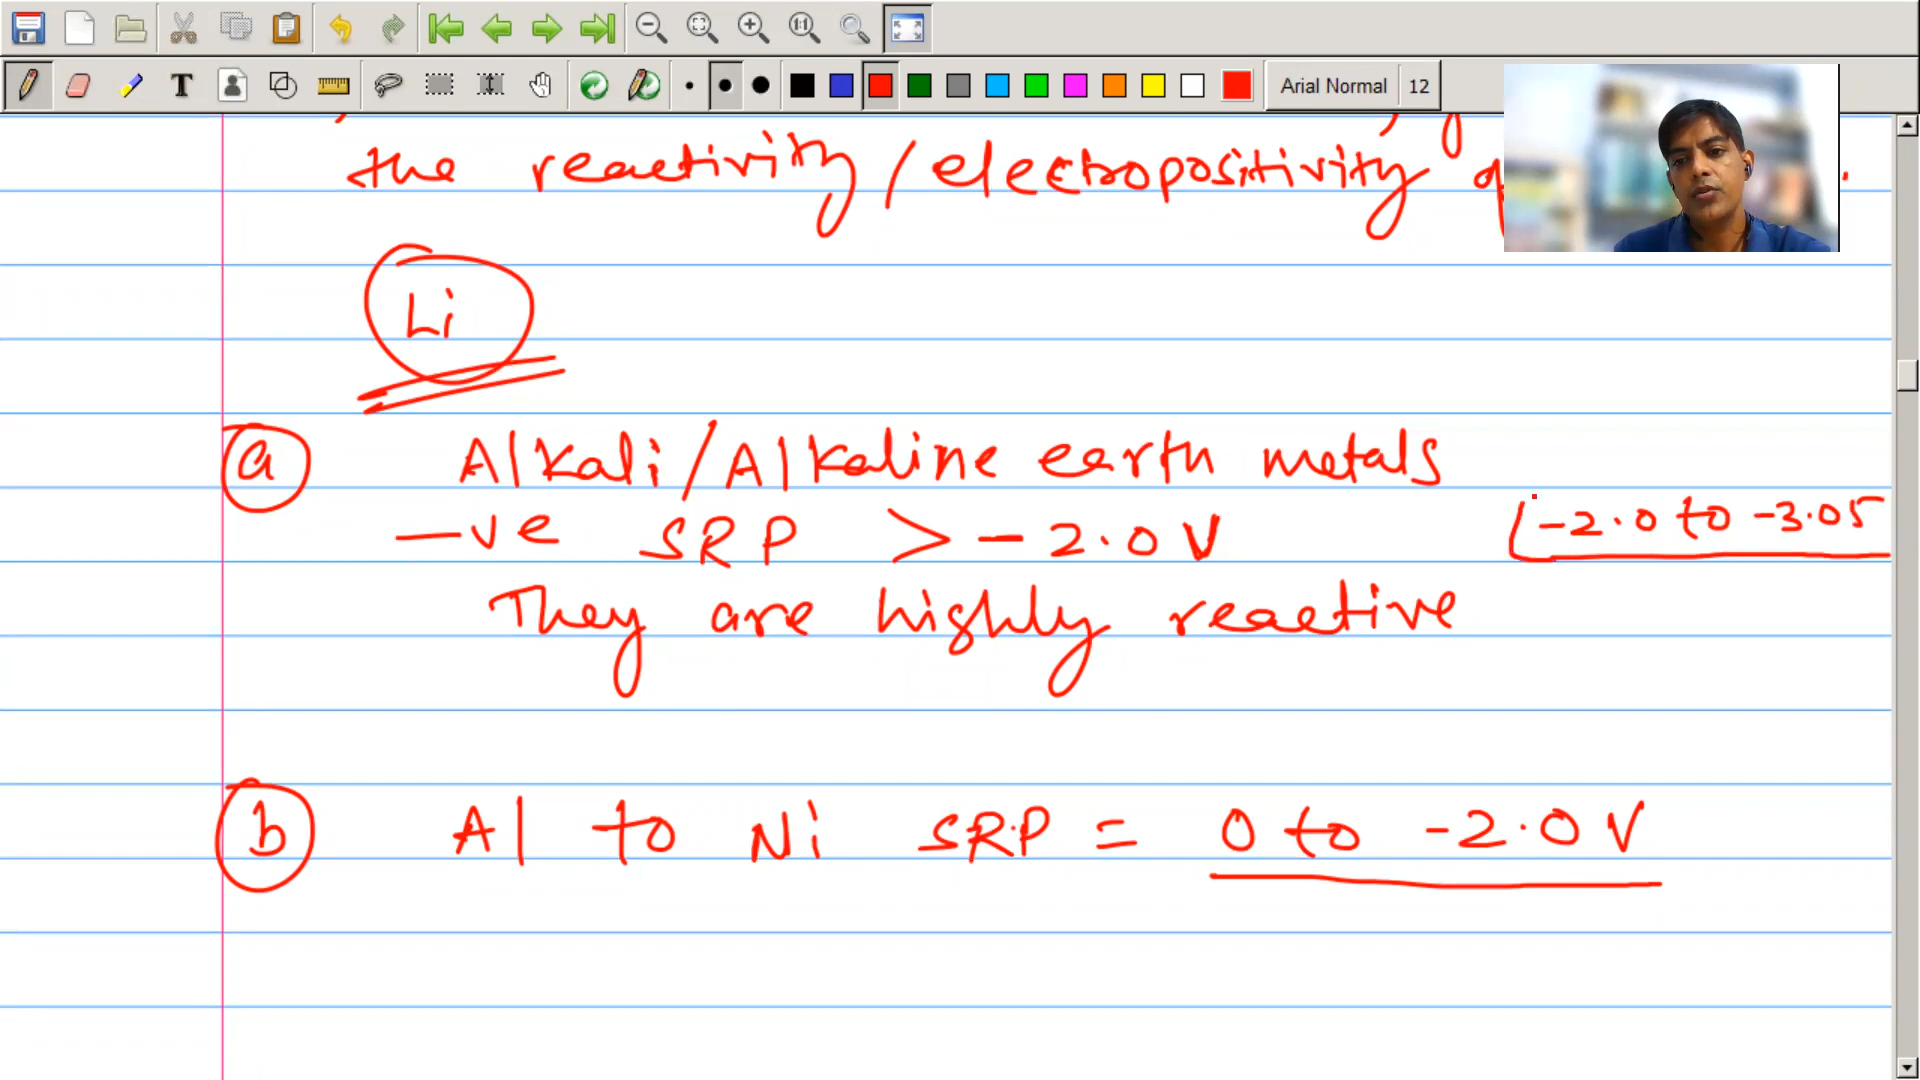 T Arial Normal 12
the reactivity/electropositivity
Li
a Alkali/Alkaline earth metals
-ve SRP > -2.0 V
-2.0 to -3.05
They are highly reactive
b Al to Ni SRP = 0 to -2.0 V